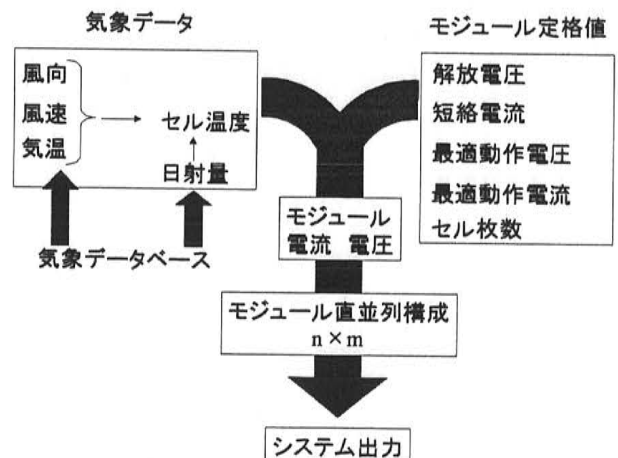 気象データ
風向
風速
気温
セル温度
日射量
気象データベース
モジュール定格値
解放電圧
短絡電流
最適動作電圧
最適動作電流
セル枚数
モジュール
電流 電圧
モジュール直並列構成
n×m
システム出力